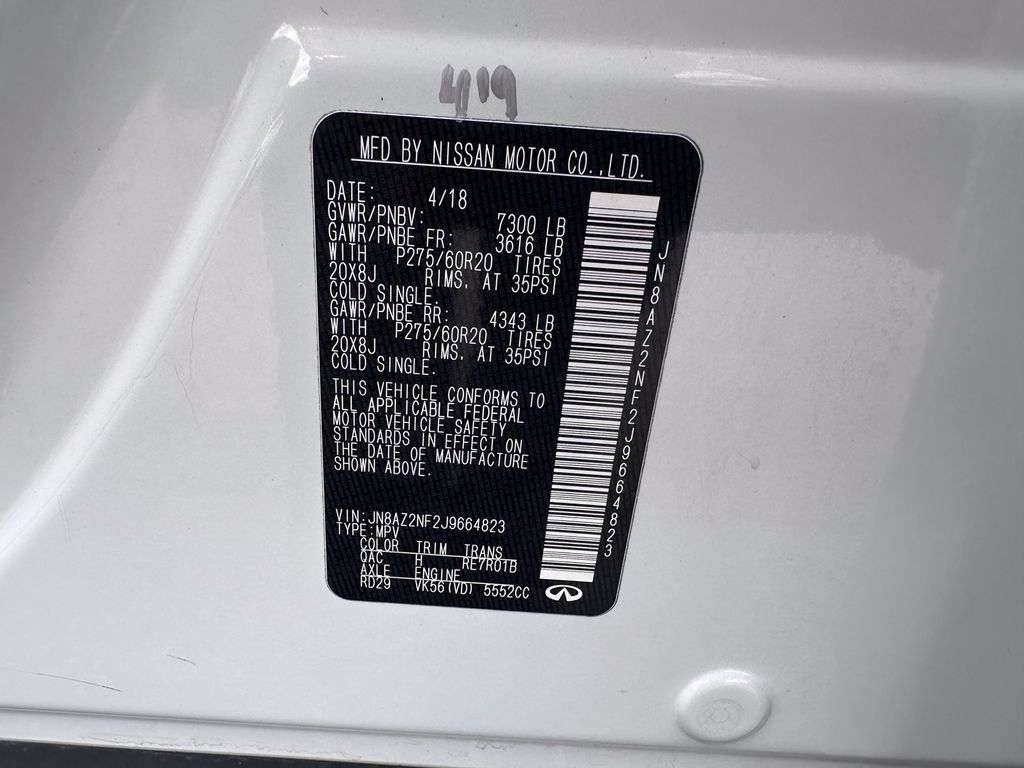 419
MFD BY NISSAN MOTOR CO.,LTD.
DATE: 4/18
GVWR/PNBV: 7300 LB
GAWR/PNBE FR: 3616 LB
WITH P275/60R20 TIRES
20X8J RIMS. AT 35PSI
COLD SINGLE.
GAWR/PNBE RR: 4343 LB
WITH P275/60R20 TIRES
20X8J RIMS. AT 35PSI
COLD SINGLE.
THIS VEHICLE CONFORMS TO
ALL APPLICABLE FEDERAL
MOTOR VEHICLE SAFETY
STANDARDS IN EFFECT ON
THE DATE OF MANUFACTURE
SHOWN ABOVE.
VIN:JN8AZ2NF2J9664823
TYPE:MPV
COLOR TRIM TRANS
QAC H RE7R01B
AXLE ENGINE
RD29 VK56(VD) 5552CC
JN8AZ2NF2J9664823